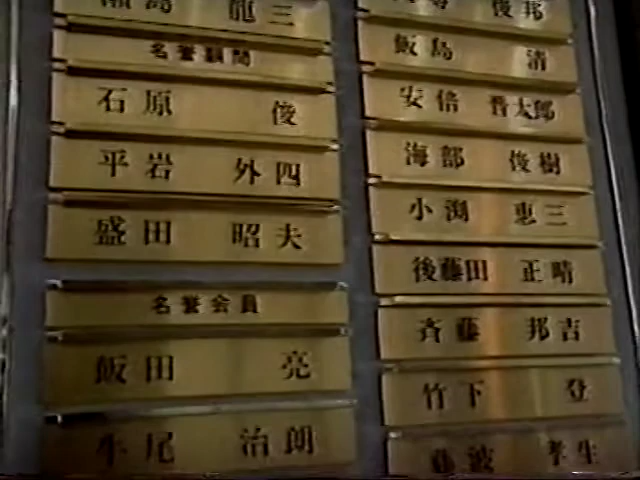 瀬島 龍三
名誉顧問
石原 俊
平岩 外四
盛田 昭夫
名誉会員
飯田 亮
牛尾 治朗
俊邦
飯島 清
安倍 晋太郎
海部 俊樹
小渕 恵三
後藤田 正晴
斉藤 邦吉
竹下 登
藤波 孝生